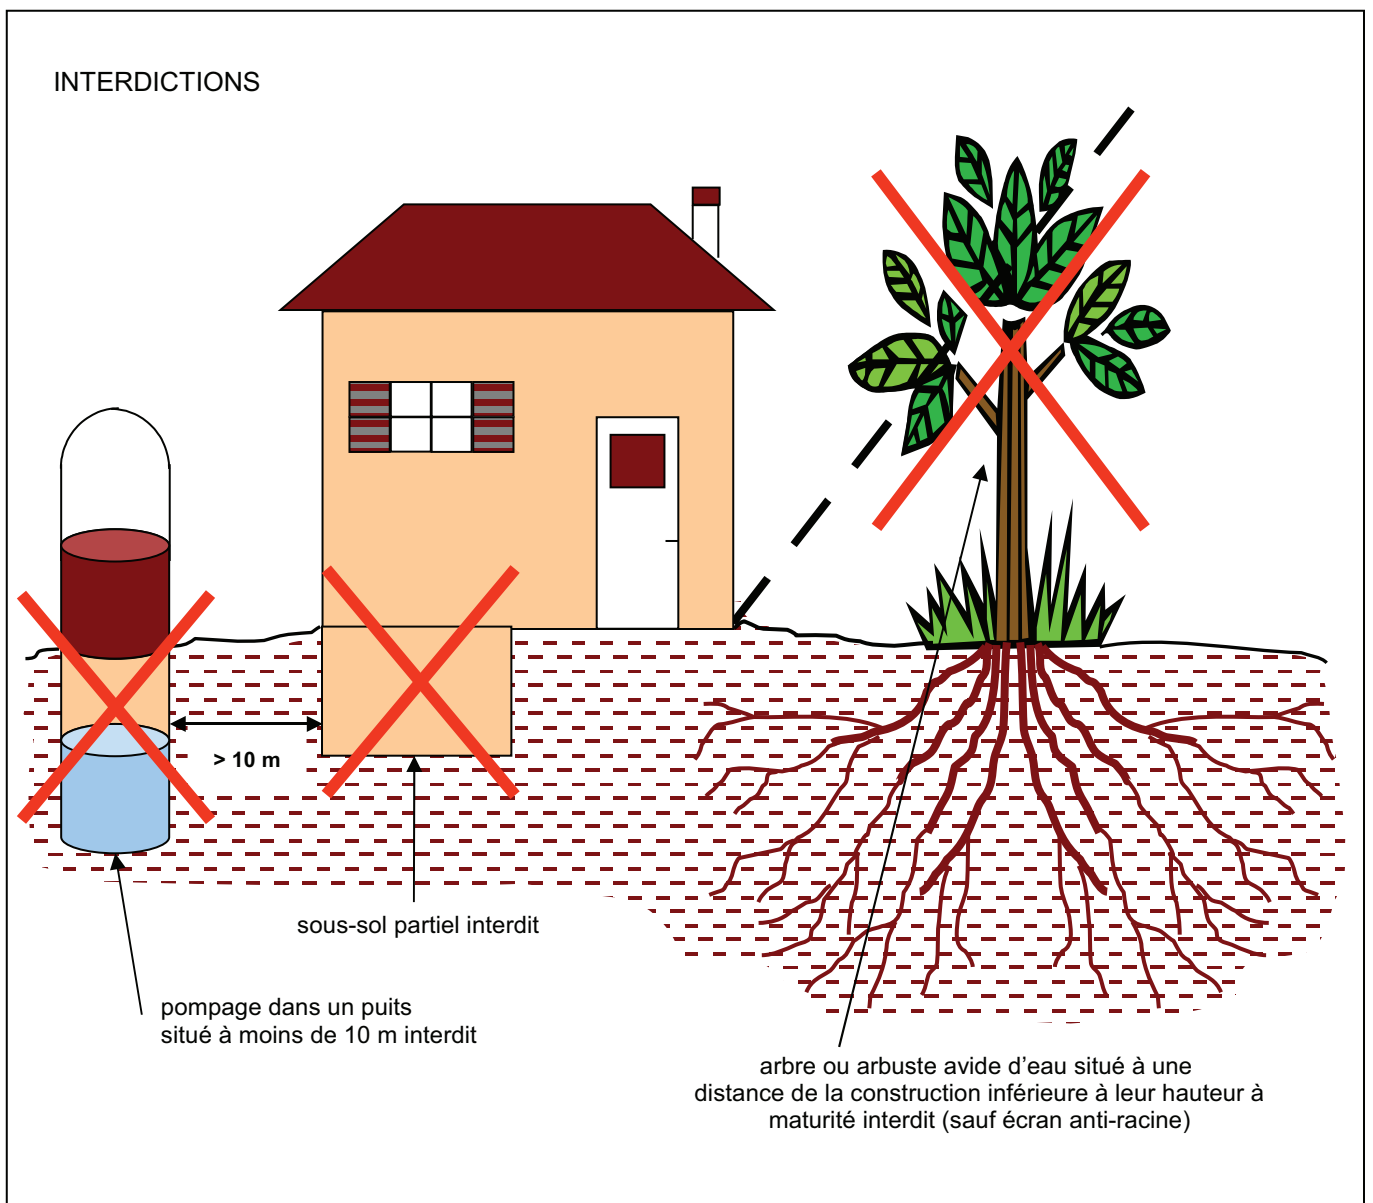 INTERDICTIONS
> 10 m
sous-sol partiel interdit
pompage dans un puits
situé à moins de 10 m interdit
arbre ou arbuste avide d’eau situé à une
distance de la construction inférieure à leur hauteur à
maturité interdit (sauf écran anti-racine)